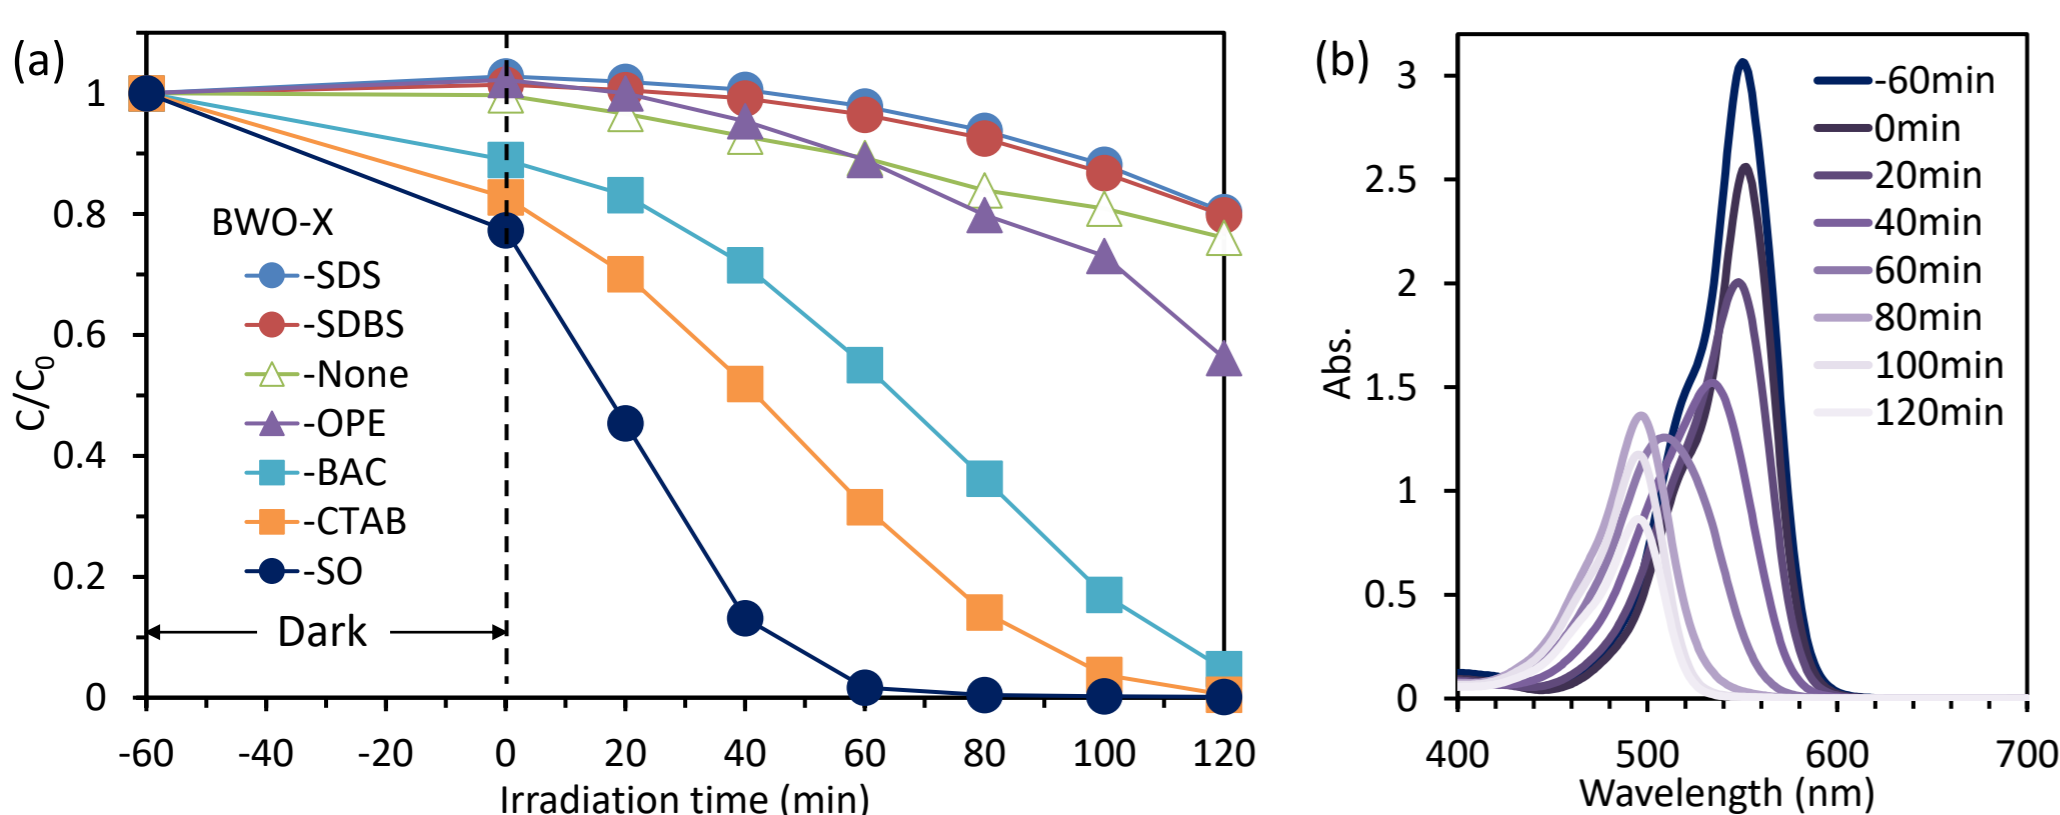 (a)
C/C0
1
0.8
0.6
0.4
0.2
0
BWO-X
-SDS
-SDBS
-None
-OPE
-BAC
-CTAB
-SO
Dark
-60 -40 -20 0 20 40 60 80 100 120
Irradiation time (min)
(b)
Abs.
3
2.5
2
1.5
1
0.5
0
-60min
0min
20min
40min
60min
80min
100min
120min
400 500 600 700
Wavelength (nm)